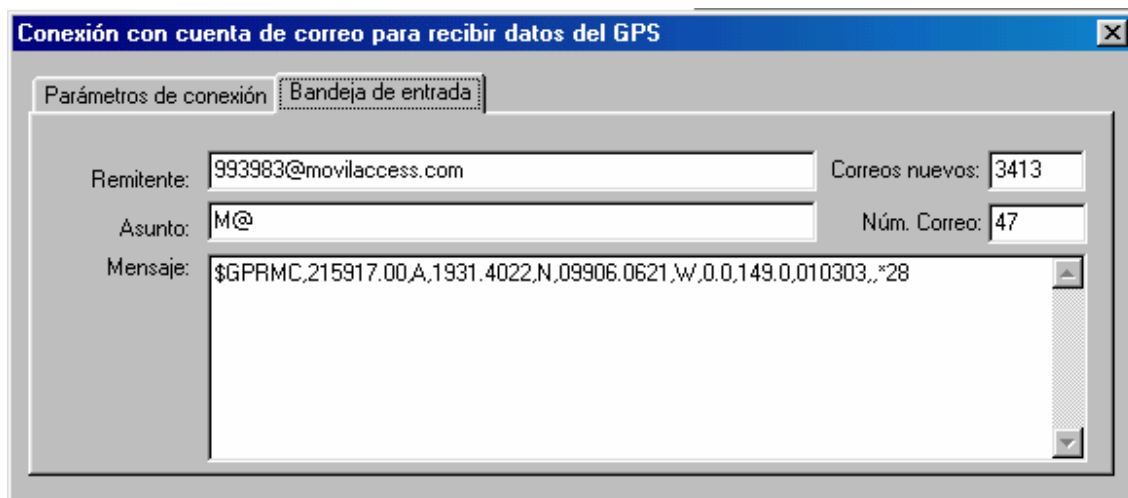 Conexión con cuenta de correo para recibir datos del GPS
Parámetros de conexión
Bandeja de entrada
Remitente: 993983@movilaccess.com Correos nuevos: 3413
Asunto: M@ Núm. Correo: 47
Mensaje: $GPRMC,215917.00,A,1931.4022,N,09906.0621,W,0.0,149.0,010303,,*28